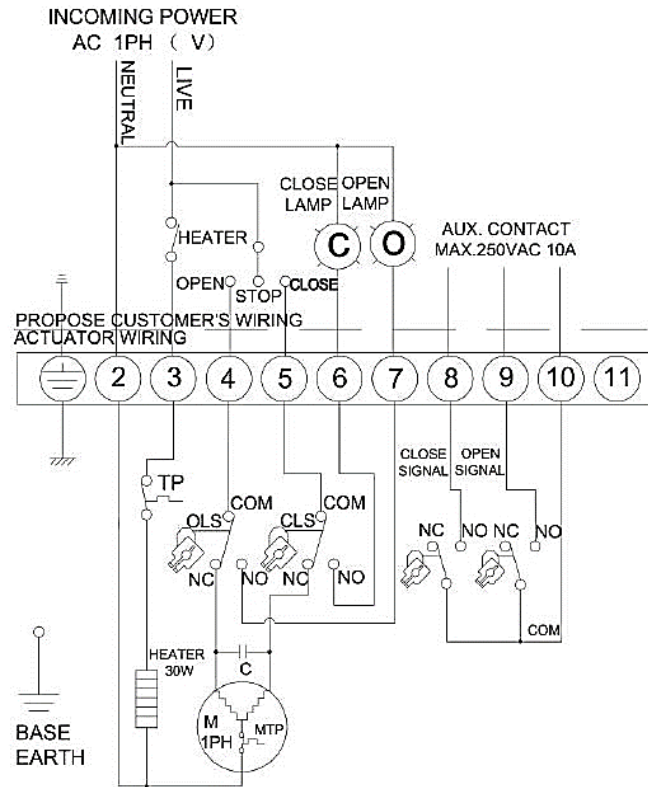 INCOMING POWER
AC 1PH ( V)
NEUTRAL
LIVE
CLOSE LAMP
OPEN LAMP
C
O
HEATER
AUX. CONTACT
MAX.250VAC 10A
OPEN
STOP
CLOSE
PROPOSE CUSTOMER'S WIRING
ACTUATOR WIRING
2 3 4 5 6 7 8 9 10 11
TP
CLOSE SIGNAL
OPEN SIGNAL
OLS
COM
CLS
COM
NC
NO
NC
NO
NC
NO
NC
NO
COM
C
HEATER
30W
M
1PH
MTP
BASE
EARTH